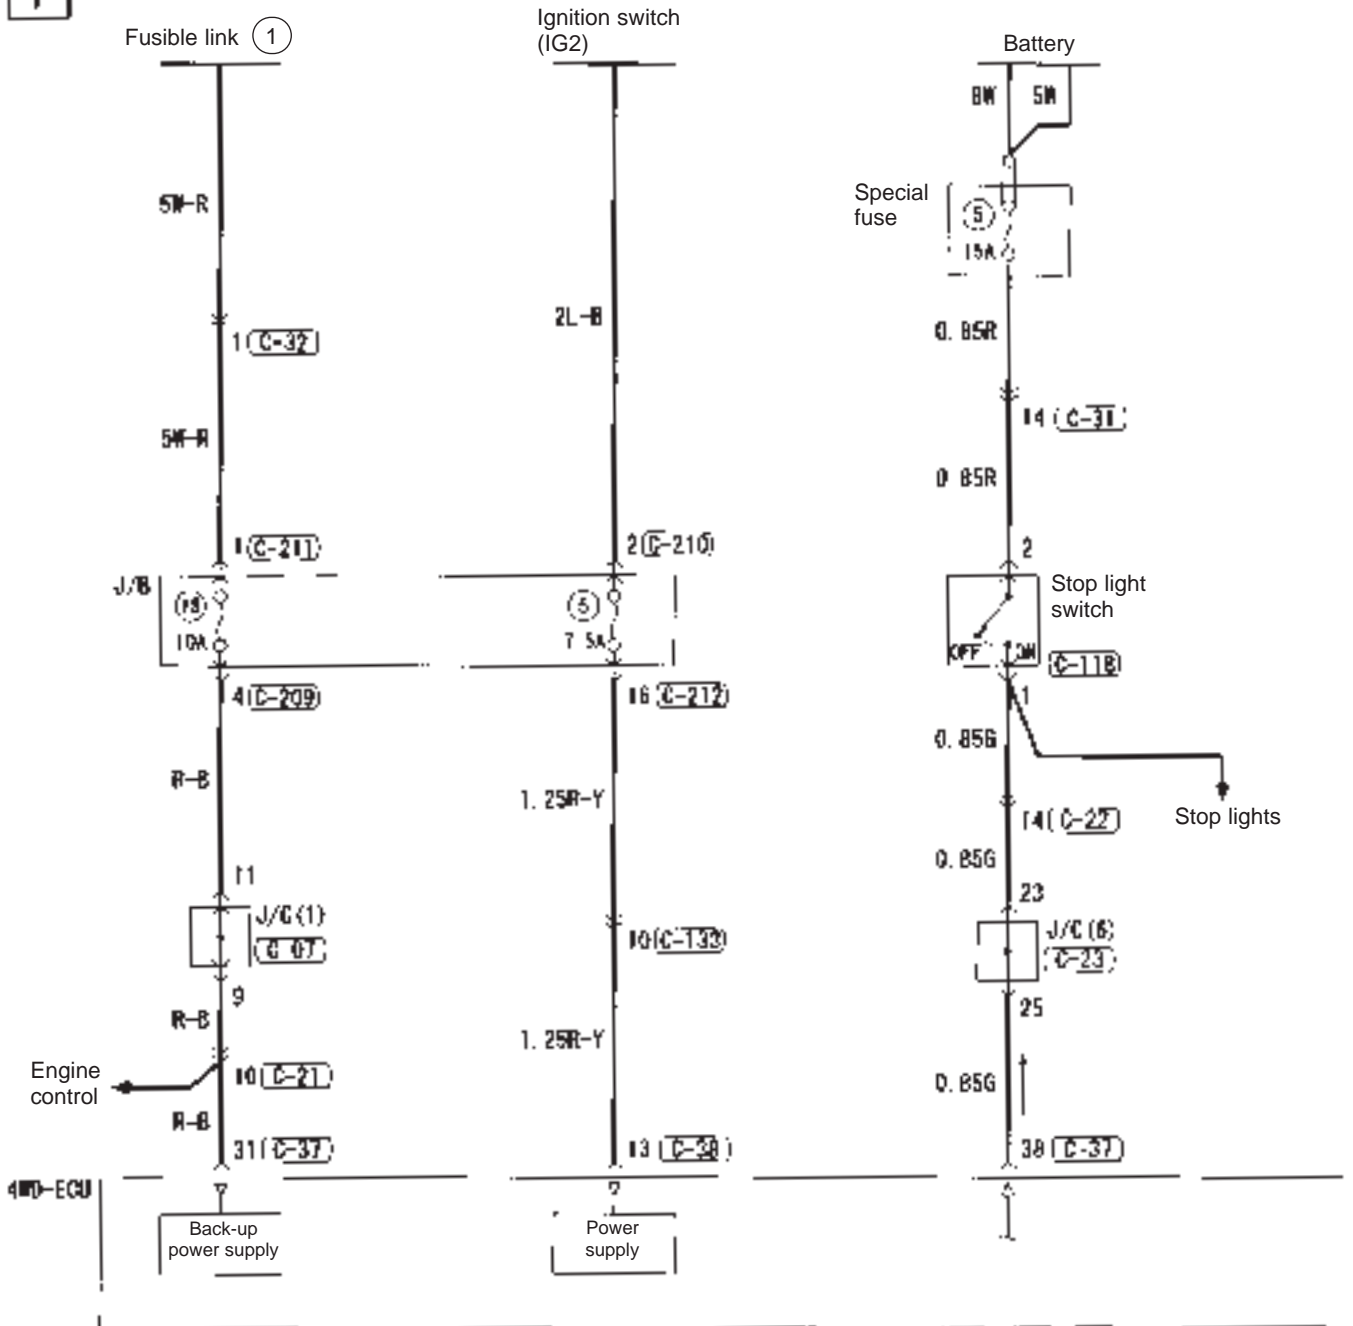 Fusible link 1
Ignition switch
(IG2)
Battery
8W 5W
5W-R
Special
fuse
5
15A
2L-B
0.85R
1 C-32
14 C-31
5W-R
0.85R
1 C-211
2 C-210
2
J/B
10A
5
7.5A
Stop light
switch
OFF ON
C-118
4 C-209
16 C-212
1
0.85G
R-B
1.25R-Y
14 C-22
Stop lights
0.85G
11
23
J/C(1)
C-07
10 C-133
J/C(6)
C-23
9
25
R-B
1.25R-Y
Engine
control
10 C-21
0.85G
R-B
31 C-37
13 C-38
38 C-37
4WD-ECU
Back-up
power supply
Power
supply